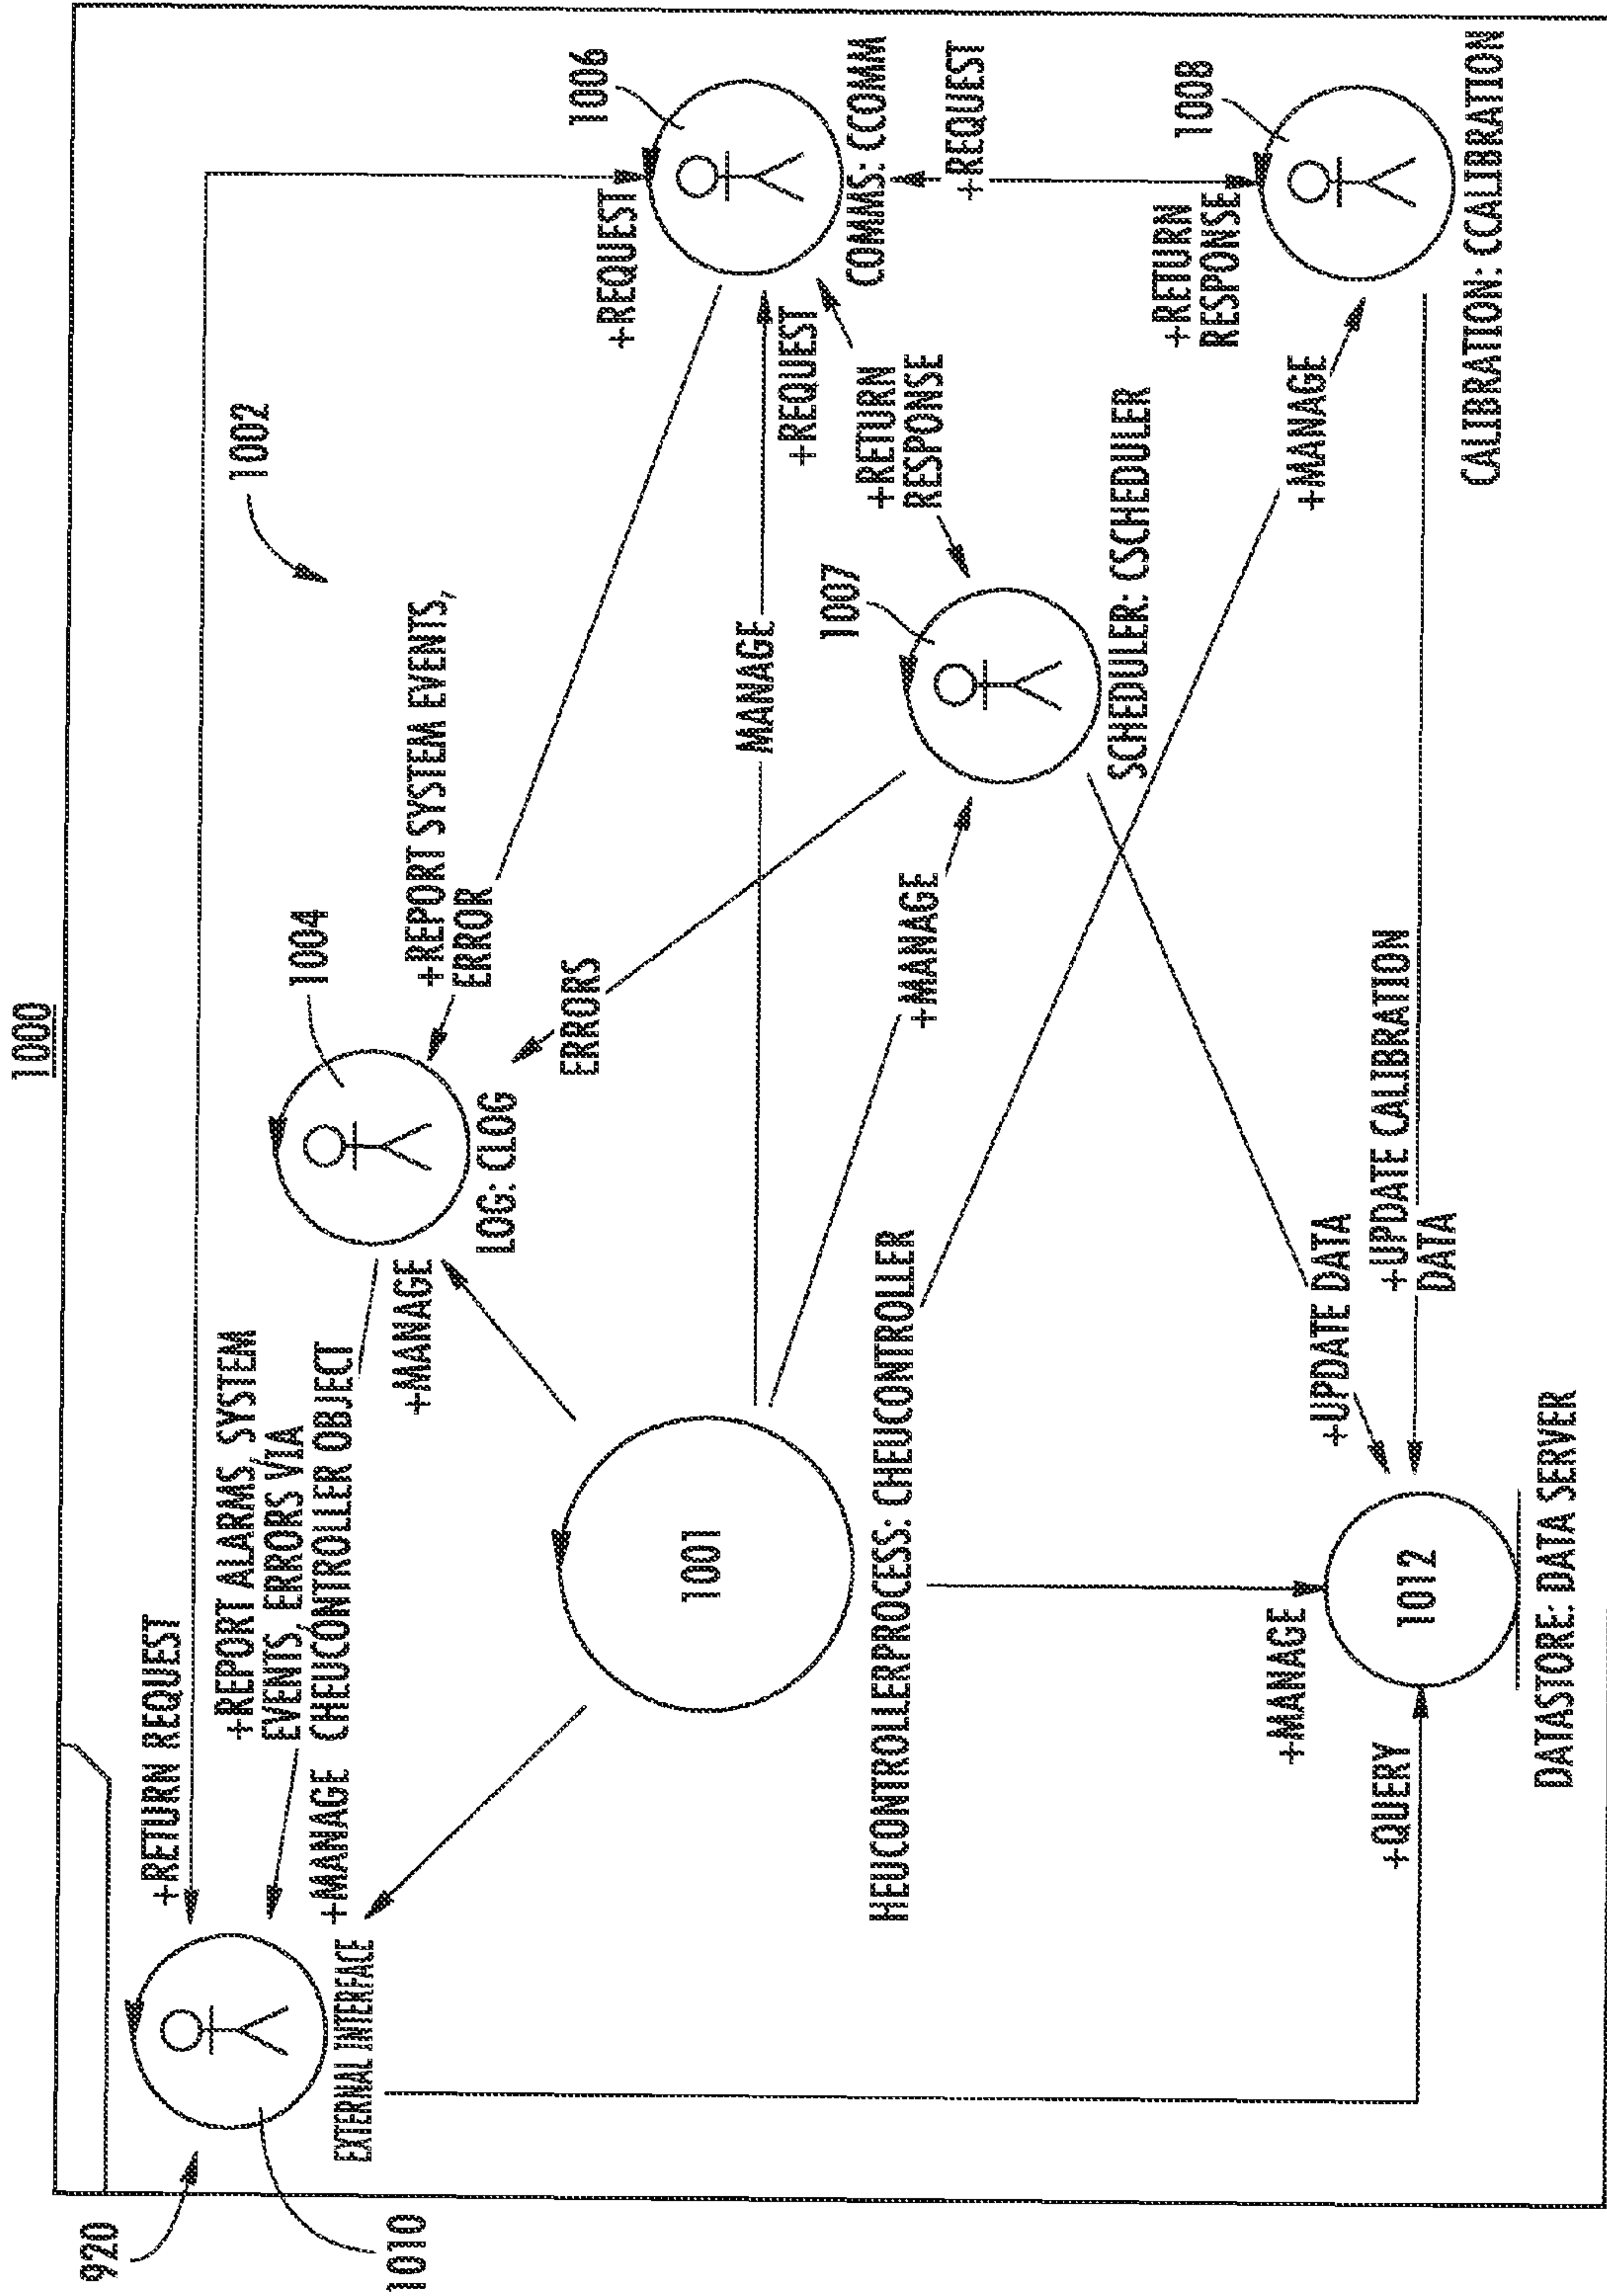 1000
920
1010
+RETURN REQUEST
+REPORT ALARMS, SYSTEM
EVENTS, ERRORS VIA
CHEUCONTROLLER OBJECT
+MANAGE
EXTERNAL INTERFACE
1004
+MANAGE
LOG: CLOG
1002
+REPORT SYSTEM EVENTS,
ERROR
ERRORS
1006
+REQUEST
COMMS: CCOMM
MANAGE
+REQUEST
+RETURN
RESPONSE
+REQUEST
1001
HEUCONTROLLERPROCESS: CHEUCONTROLLER
+MANAGE
1007
SCHEDULER: CSCHEDULER
+RETURN
RESPONSE
1008
+MANAGE
CALIBRATION: CCALIBRATION
+MANAGE
+QUERY
+UPDATE DATA
+UPDATE CALIBRATION
DATA
1012
DATASTORE: DATA SERVER